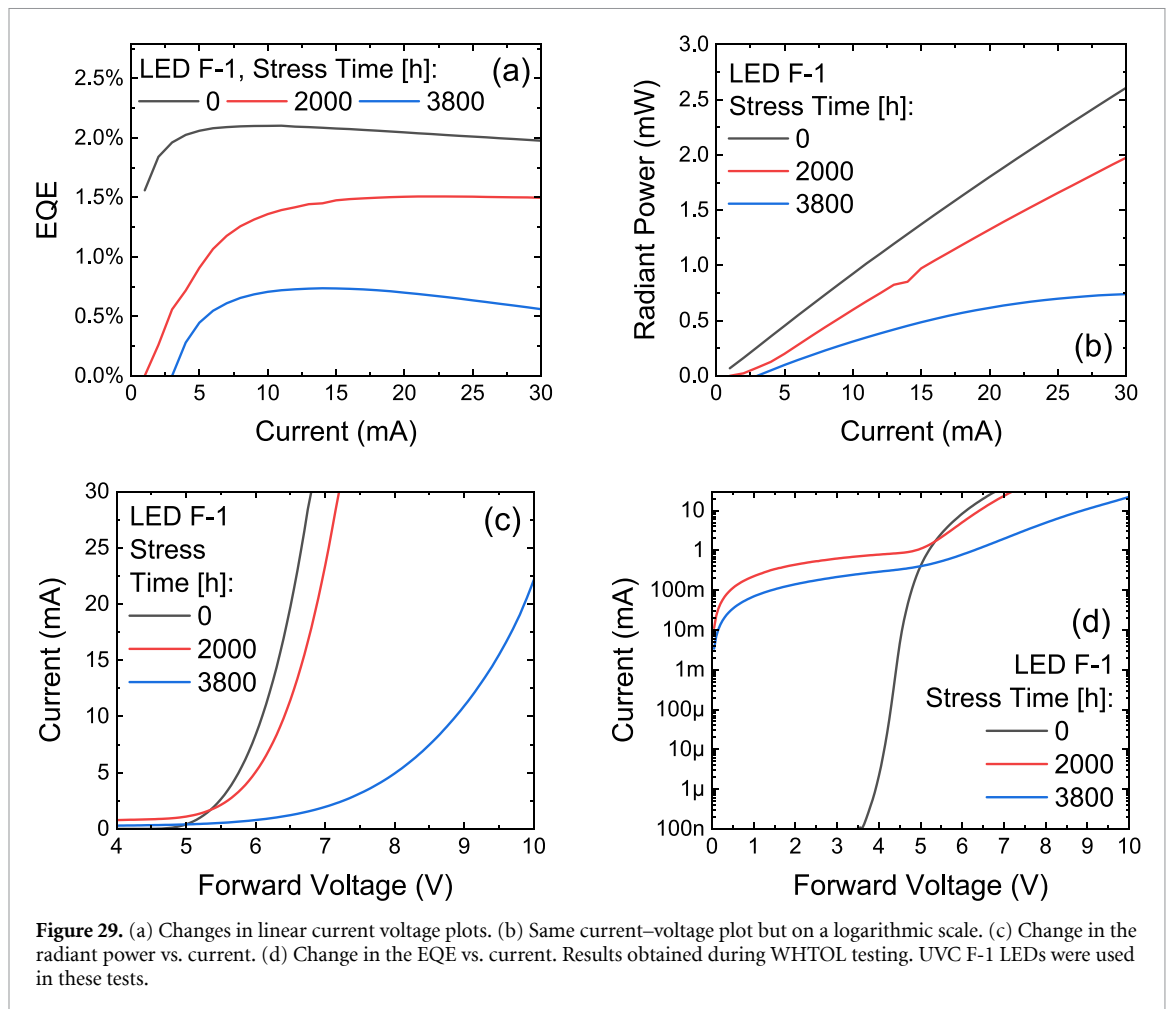 LED F-1, Stress Time [h]:
0 2000 3800
(a)
2.5%
2.0%
1.5%
1.0%
0.5%
0.0%
EQE
0 5 10 15 20 25 30
Current (mA)
3.0
2.5
2.0
1.5
1.0
0.5
0.0
Radiant Power (mW)
LED F-1
Stress Time [h]:
0
2000
3800
(b)
0 5 10 15 20 25 30
Current (mA)
30
25
20
15
10
5
0
Current (mA)
LED F-1
Stress
Time [h]:
0
2000
3800
(c)
4 5 6 7 8 9 10
Forward Voltage (V)
10
1
100m
10m
1m
100µ
10µ
1µ
100n
Current (mA)
(d)
LED F-1
Stress Time [h]:
0
2000
3800
0 1 2 3 4 5 6 7 8 9 10
Forward Voltage (V)
Figure 29. (a) Changes in linear current voltage plots. (b) Same current–voltage plot but on a logarithmic scale. (c) Change in the
radiant power vs. current. (d) Change in the EQE vs. current. Results obtained during WHTOL testing. UVC F-1 LEDs were used
in these tests.